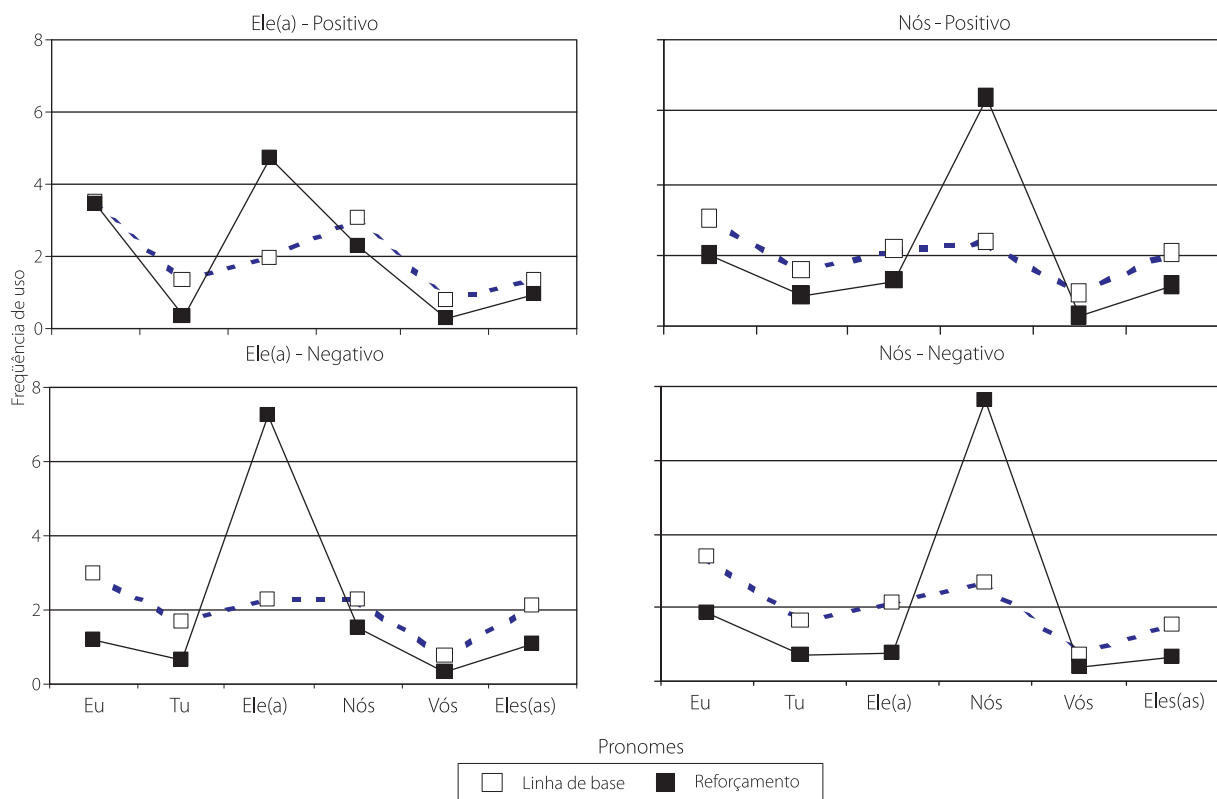 Ele(a) - Positivo
Nós - Positivo
8
6
4
2
0
Ele(a) - Negativo
Nós - Negativo
Freqüência de uso
8
6
4
2
0
Eu Tu Ele(a) Nós Vós Eles(as)
Eu Tu Ele(a) Nós Vós Eles(as)
Pronomes
Linha de base Reforçamento